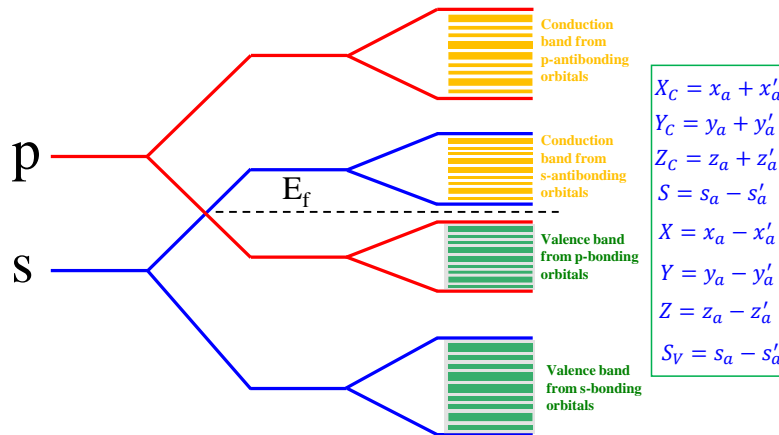 Conduction
band from
p-antibonding
orbitals
p
Conduction
band from
s-antibonding
orbitals
E_f
s
Valence band
from p-bonding
orbitals
Valence band
from s-bonding
orbitals
X_C = x_a + x'_a
Y_C = y_a + y'_a
Z_C = z_a + z'_a
S = s_a − s'_a
X = x_a − x'_a
Y = y_a − y'_a
Z = z_a − z'_a
S_V = s_a − s'_a